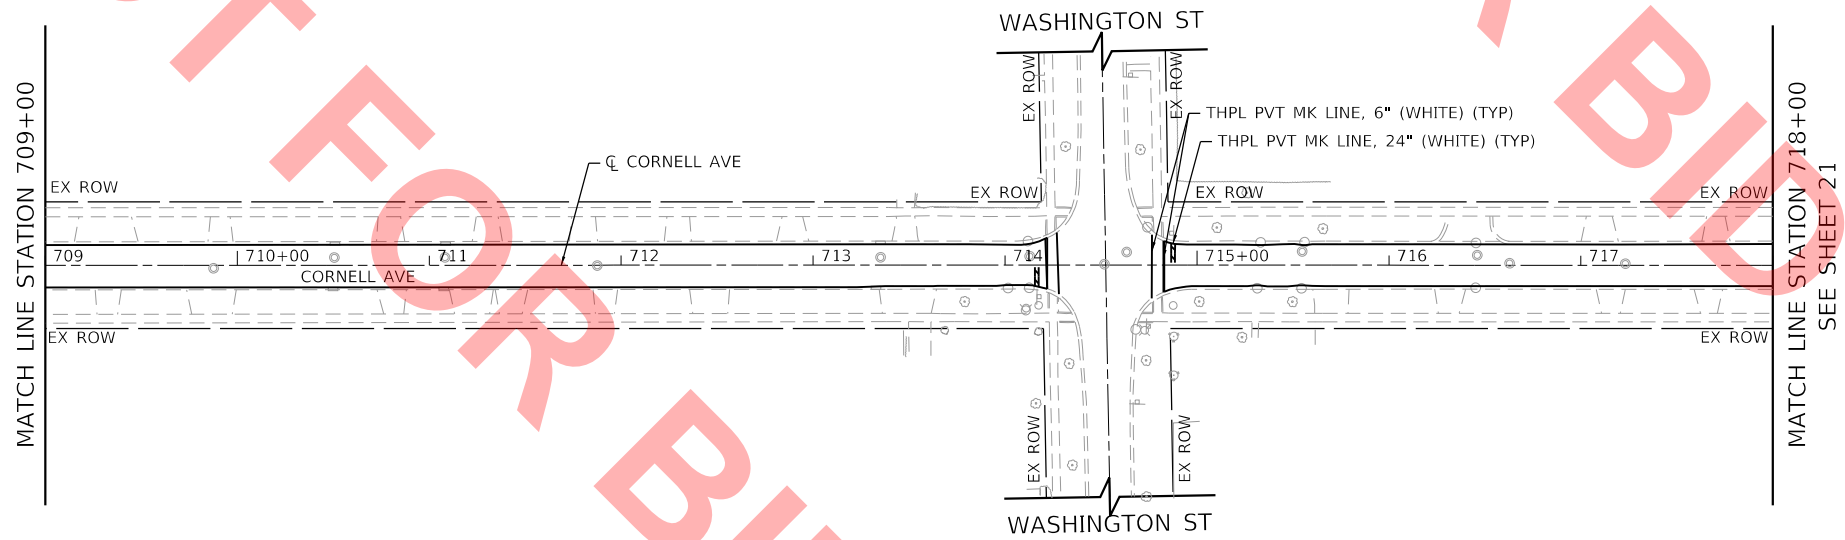 WASHINGTON ST
MATCH LINE STATION 709+00
EX ROW
EX ROW
THPL PVT MK LINE, 6" (WHITE) (TYP)
THPL PVT MK LINE, 24" (WHITE) (TYP)
℄ CORNELL AVE
EX ROW
EX ROW
EX ROW
EX ROW
709
710+00
711
712
713
714
715+00
716
717
CORNELL AVE
EX ROW
EX ROW
EX ROW
EX ROW
WASHINGTON ST
MATCH LINE STATION 718+00
SEE SHEET 21
T FOR BI
R BID